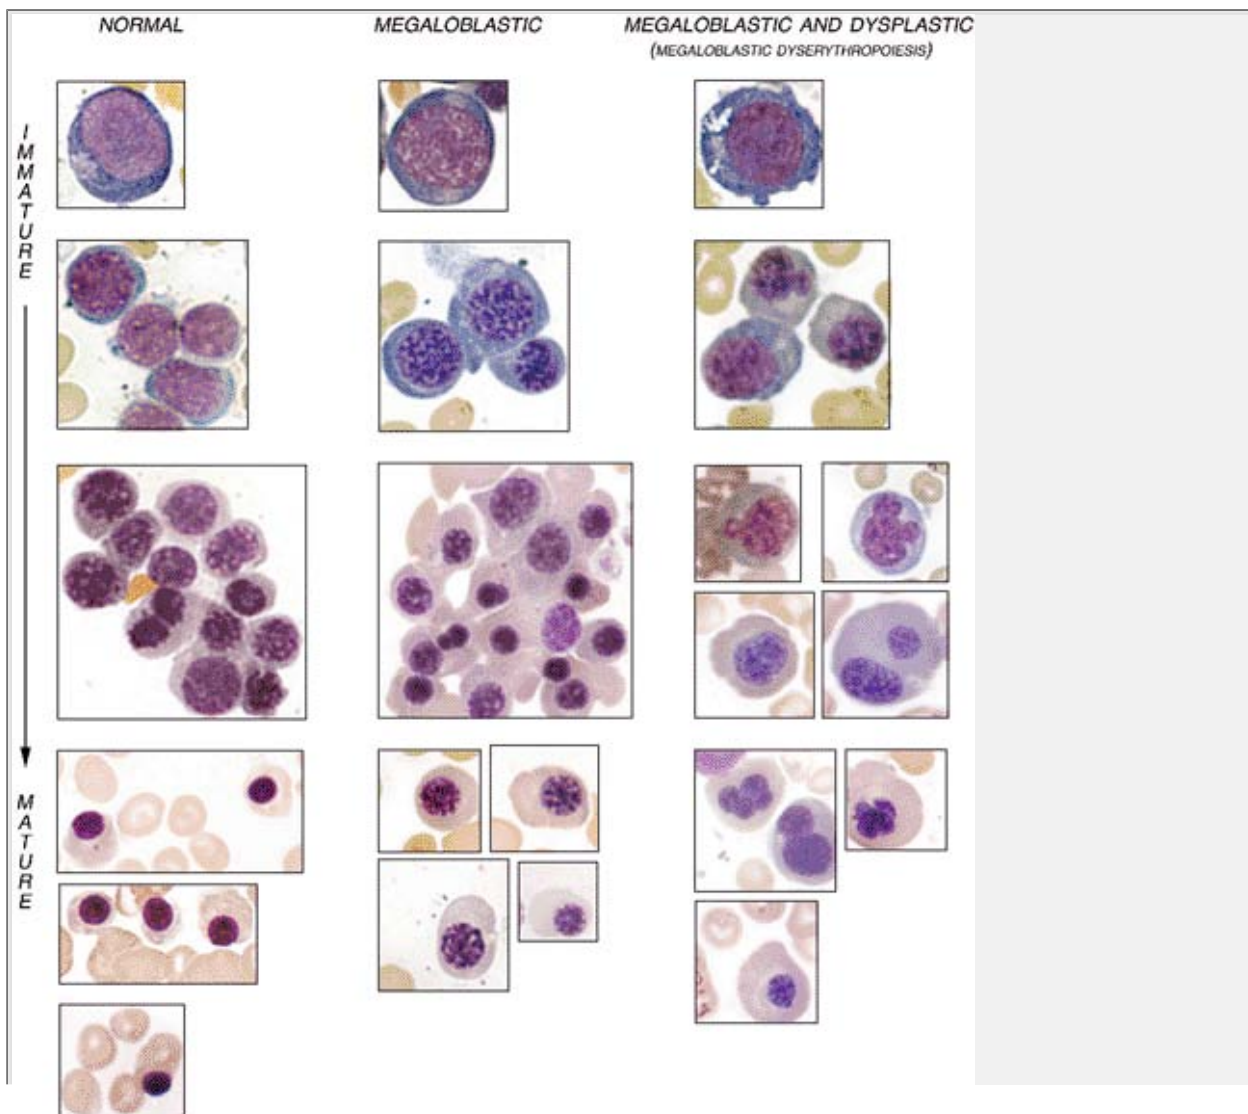 NORMAL
MEGALOBLASTIC
MEGALOBLASTIC AND DYSPLASTIC
(MEGALOBLASTIC DYSERYTHROPOIESIS)
IMMATURE
MATURE